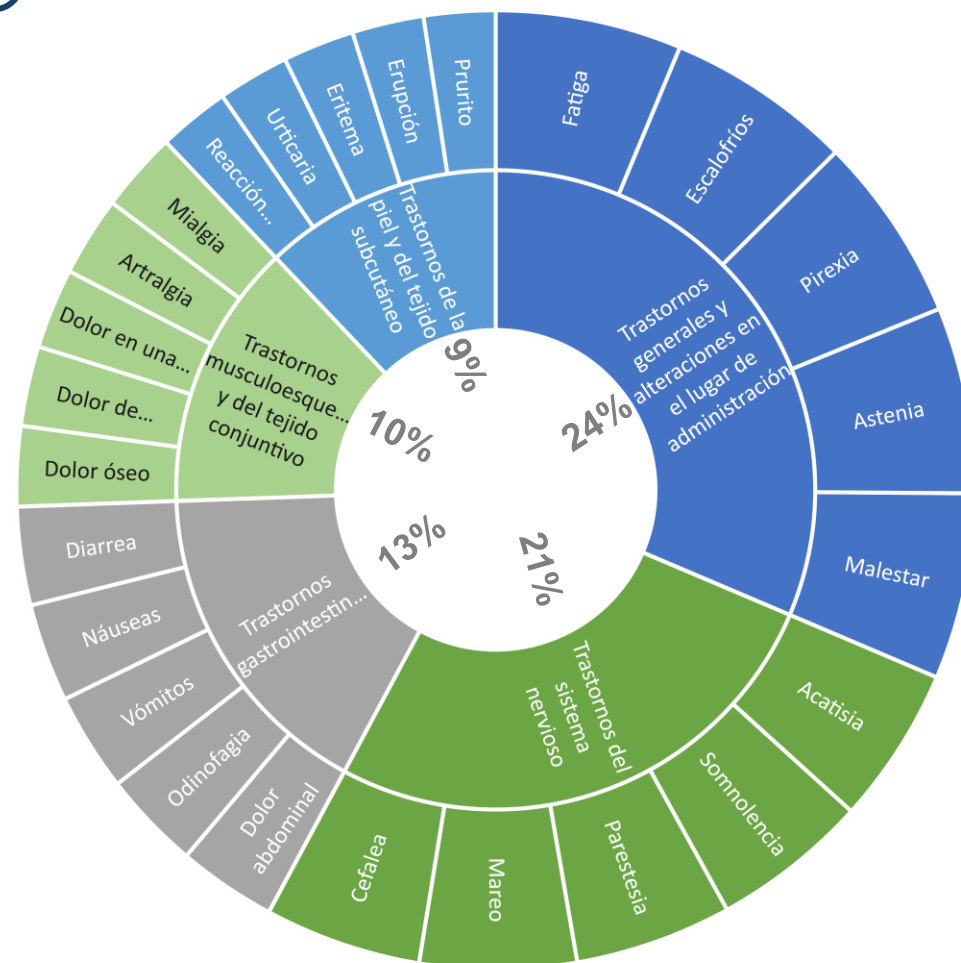 Fatiga
Escalofríos
Pirexia
Astenia
Malestar
Trastornos
generales y
alteraciones en
el lugar de
administración
24%
Acatisia
Somnolencia
Parestesia
Mareo
Cefalea
Trastornos del
sistema
nervioso
21%
Dolor
abdominal
Odinofagia
Vómitos
Náuseas
Diarrea
Trastornos
gastrointestin...
13%
Dolor óseo
Dolor de...
Dolor en una...
Artralgia
Mialgia
Trastornos
musculoesque...
y del tejido
conjuntivo
10%
Reacción...
Urticaria
Eritema
Erupción
Prurito
Trastornos de la
piel y del tejido
subcutáneo
9%